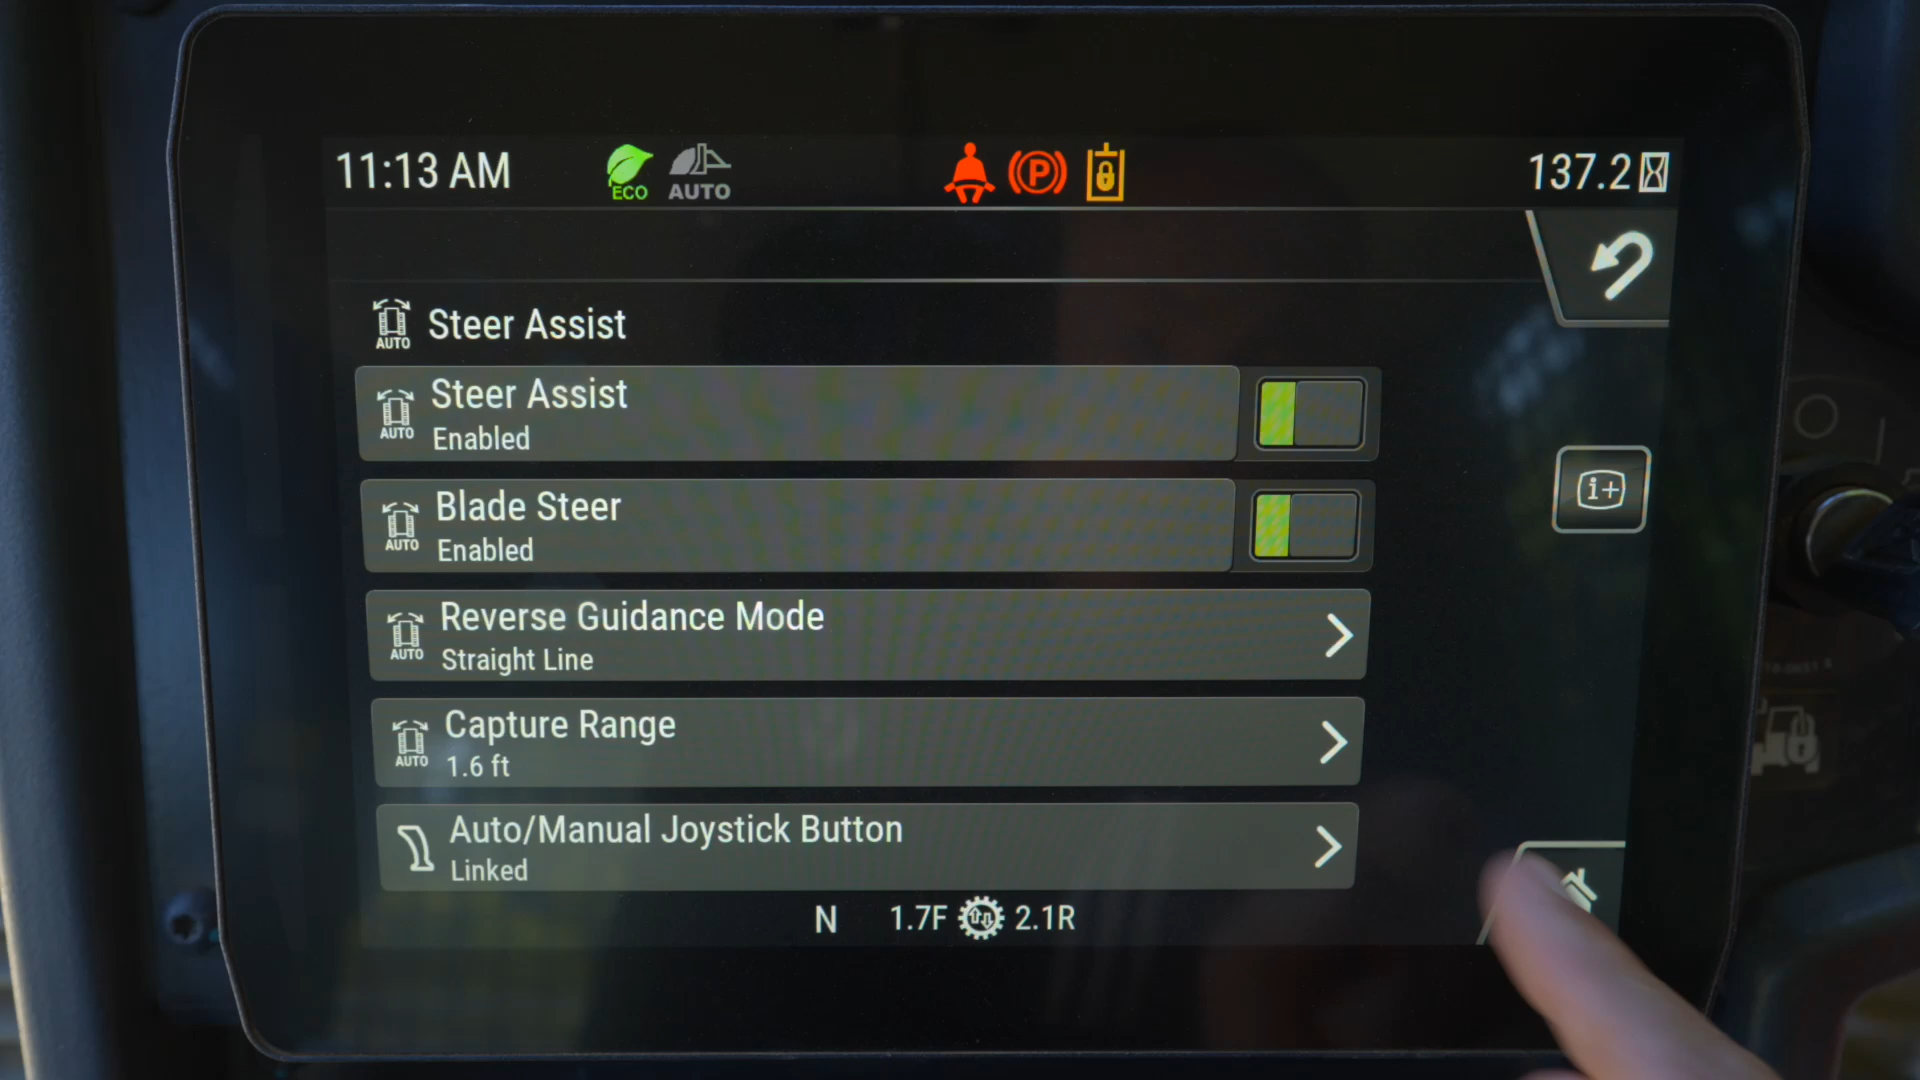 11:13 AM
ECO
AUTO
P
137.2
AUTO
Steer Assist
AUTO
Steer Assist
Enabled
AUTO
Blade Steer
Enabled
i+
AUTO
Reverse Guidance Mode
Straight Line
AUTO
Capture Range
1.6 ft
Auto/Manual Joystick Button
Linked
N 1.7F 2.1R